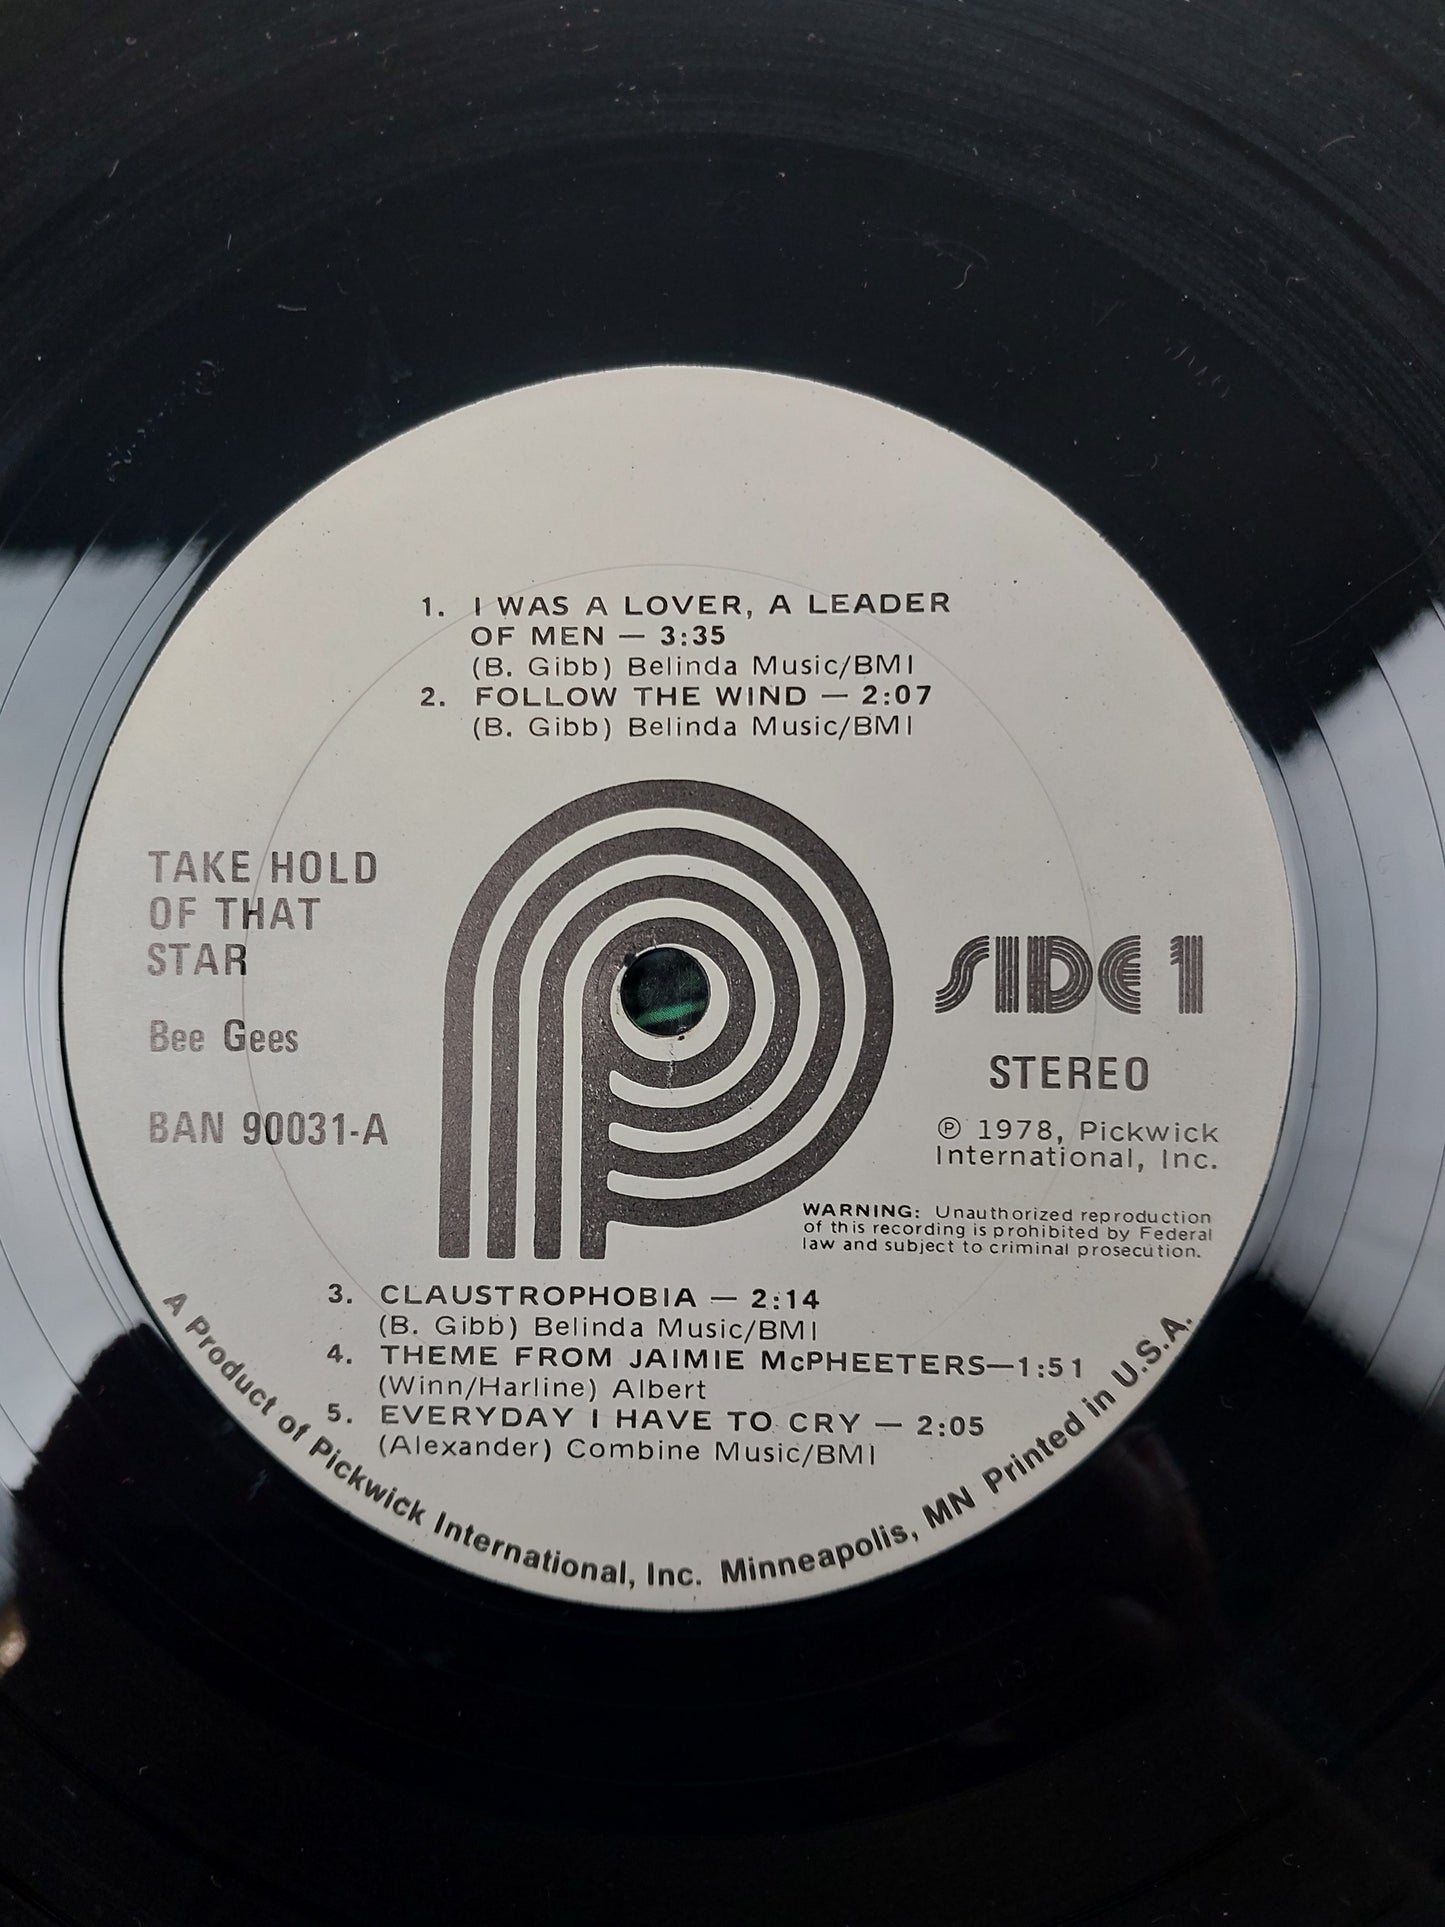 1. I WAS A LOVER, A LEADER
OF MEN — 3:35
(B. Gibb) Belinda Music/BMI
2. FOLLOW THE WIND — 2:07
(B. Gibb) Belinda Music/BMI
TAKE HOLD
OF THAT
STAR
Bee Gees
BAN 90031-A
SIDE 1
STEREO
℗ 1978, Pickwick
International, Inc.
WARNING: Unauthorized reproduction
of this recording is prohibited by Federal
law and subject to criminal prosecution.
3. CLAUSTROPHOBIA — 2:14
(B. Gibb) Belinda Music/BMI
4. THEME FROM JAIMIE McPHEETERS—1:51
(Winn/Harline) Albert
5. EVERYDAY I HAVE TO CRY — 2:05
(Alexander) Combine Music/BMI
A Product of Pickwick International, Inc. Minneapolis, MN Printed in U.S.A.